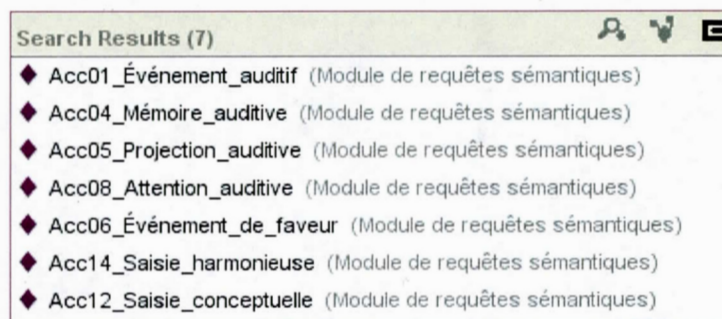 Search Results (7)
Acc01_Événement_auditif (Module de requêtes sémantiques)
Acc04_Mémoire_auditive (Module de requêtes sémantiques)
Acc05_Projection_auditive (Module de requêtes sémantiques)
Acc08_Attention_auditive (Module de requêtes sémantiques)
Acc06_Événement_de_faveur (Module de requêtes sémantiques)
Acc14_Saisie_harmonieuse (Module de requêtes sémantiques)
Acc12_Saisie_conceptuelle (Module de requêtes sémantiques)